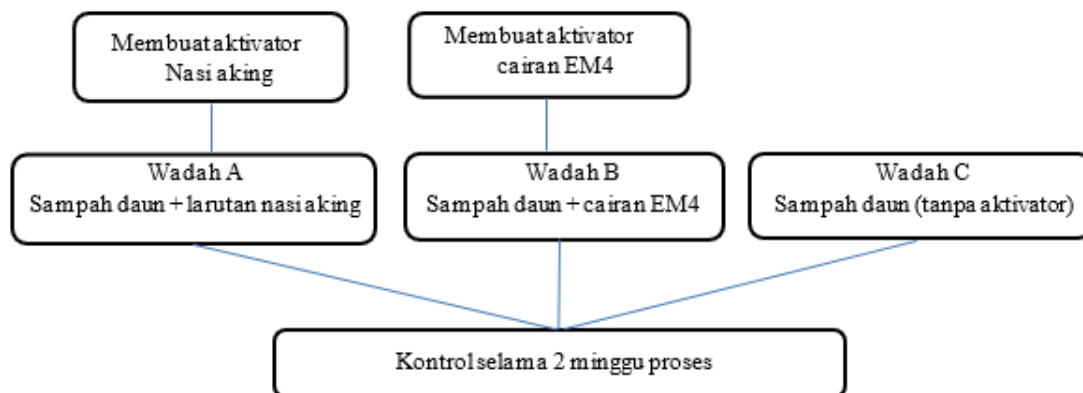 Membuat aktivator
Nasi aking
Membuat aktivator
cairan EM4
Wadah A
Sampah daun + larutan nasi aking
Wadah B
Sampah daun + cairan EM4
Wadah C
Sampah daun (tanpa aktivator)
Kontrol selama 2 minggu proses